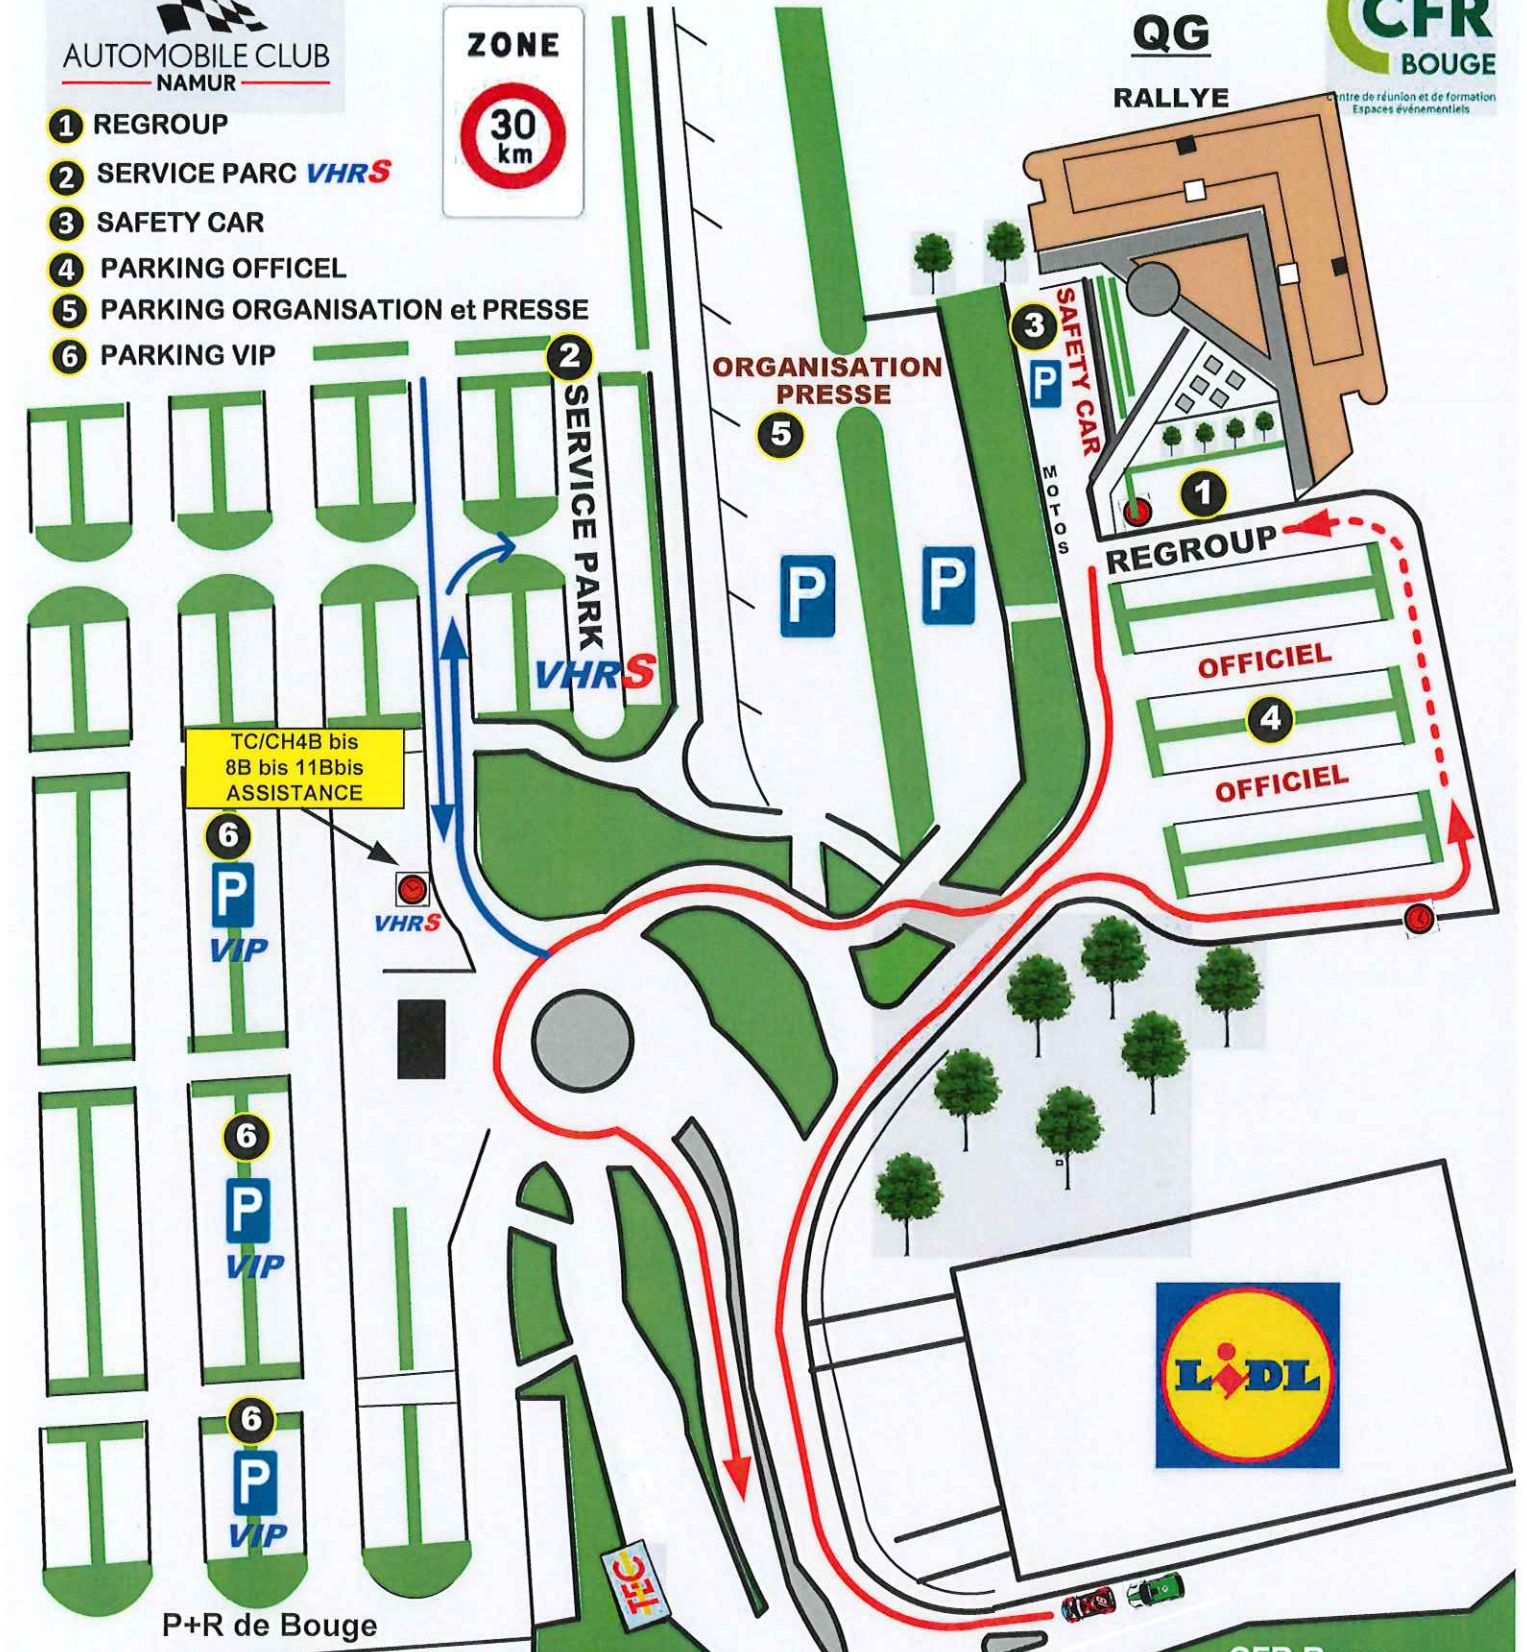 AUTOMOBILE CLUB
NAMUR
ZONE
30
km
QG
RALLYE
CFR
BOUGE
Centre de réunion et de formation
Espaces événementiels
1 REGROUP
2 SERVICE PARC VHRS
3 SAFETY CAR
4 PARKING OFFICEL
5 PARKING ORGANISATION et PRESSE
6 PARKING VIP
2
SERVICE PARK
VHRS
ORGANISATION
PRESSE
5
P
P
3
P
SAFETY CAR
MOTOS
1
REGROUP
OFFICIEL
4
OFFICIEL
TC/CH4B bis
8B bis 11Bbis
ASSISTANCE
VHRS
6
P
VIP
6
P
VIP
6
P
VIP
LiDL
TEC
P+R de Bouge